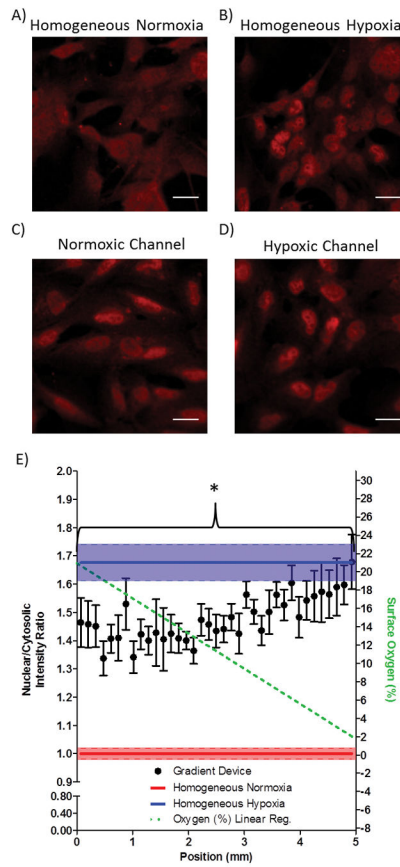 A) Homogeneous Normoxia
B) Homogeneous Hypoxia
C) Normoxic Channel
D) Hypoxic Channel
E)
*
2.0
1.9
1.8
1.7
1.6
1.5
1.4
1.3
1.2
1.1
1.0
0.9
0.80
0.00
Nuclear/Cytosolic
Intensity Ratio
30
28
26
24
22
20
18
16
14
12
10
8
6
4
2
0
-2
-4
-6
-8
Surface Oxygen (%)
Gradient Device
Homogeneous Normoxia
Homogeneous Hypoxia
Oxygen (%) Linear Reg.
0 1 2 3 4 5
Position (mm)